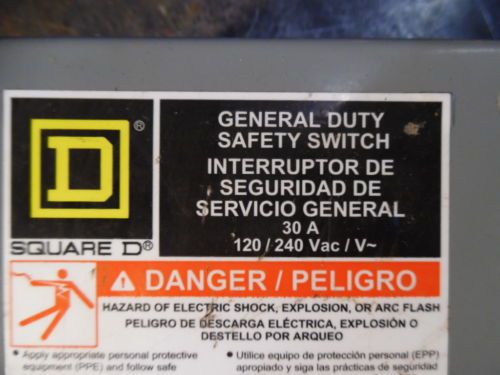 D®
SQUARE D®
GENERAL DUTY
SAFETY SWITCH
INTERRUPTOR DE
SEGURIDAD DE
SERVICIO GENERAL
30 A
120 / 240 Vac / V~
DANGER / PELIGRO
HAZARD OF ELECTRIC SHOCK, EXPLOSION, OR ARC FLASH
PELIGRO DE DESCARGA ELÉCTRICA, EXPLOSIÓN O
DESTELLO POR ARQUEO
• Apply appropriate personal protective
equipment (PPE) and follow safe
• Utilice equipo de protección personal (EPP)
apropiado y siga las prácticas de seguridad